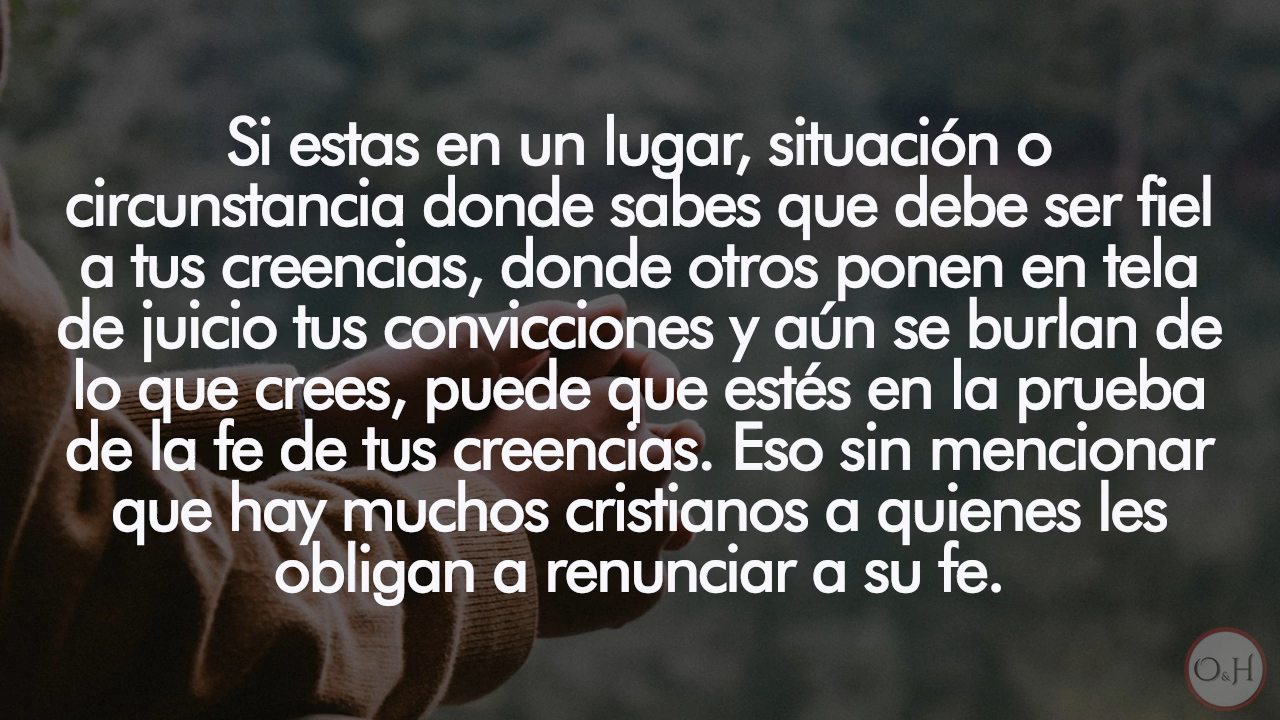 Si estas en un lugar, situación o
circunstancia donde sabes que debe ser fiel
a tus creencias, donde otros ponen en tela
de juicio tus convicciones y aún se burlan de
lo que crees, puede que estés en la prueba
de la fe de tus creencias. Eso sin mencionar
que hay muchos cristianos a quienes les
obligan a renunciar a su fe.
O&H